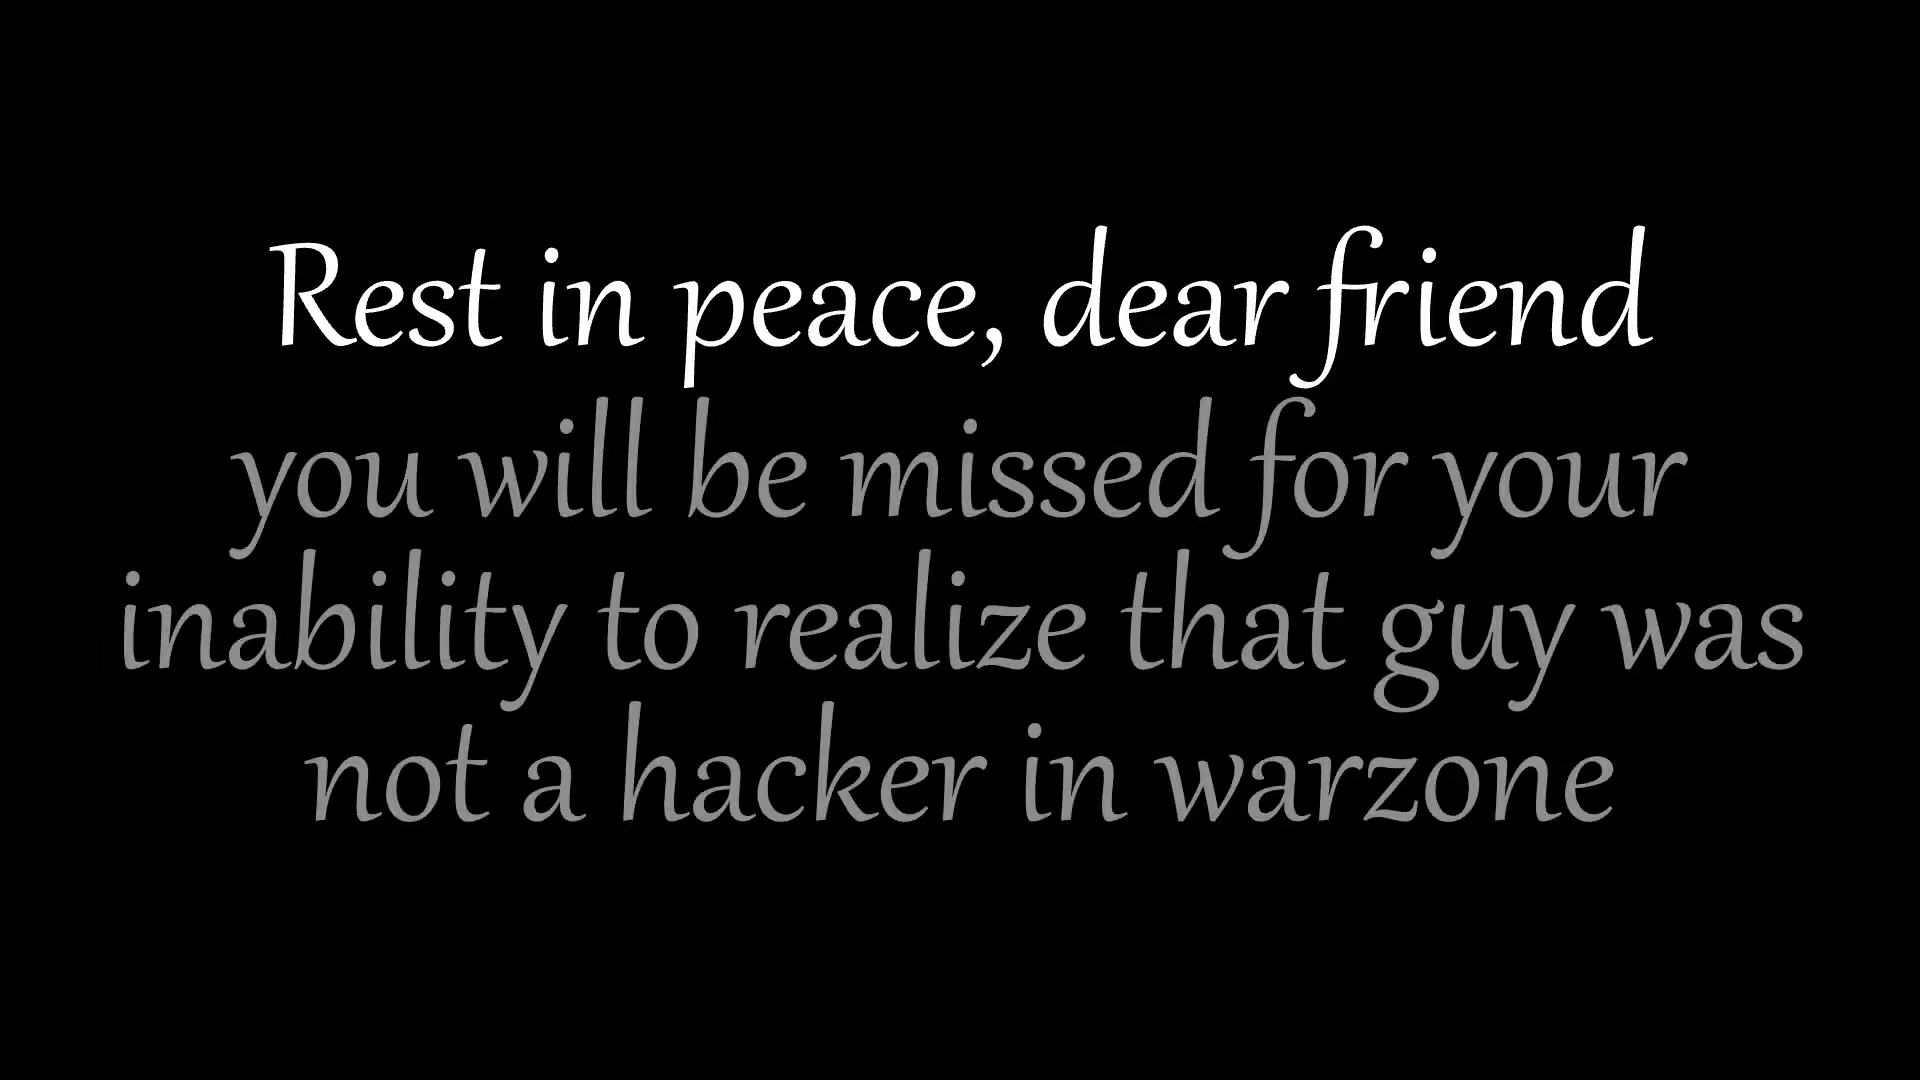 Rest in peace, dear friend
you will be missed for your
inability to realize that guy was
not a hacker in warzone